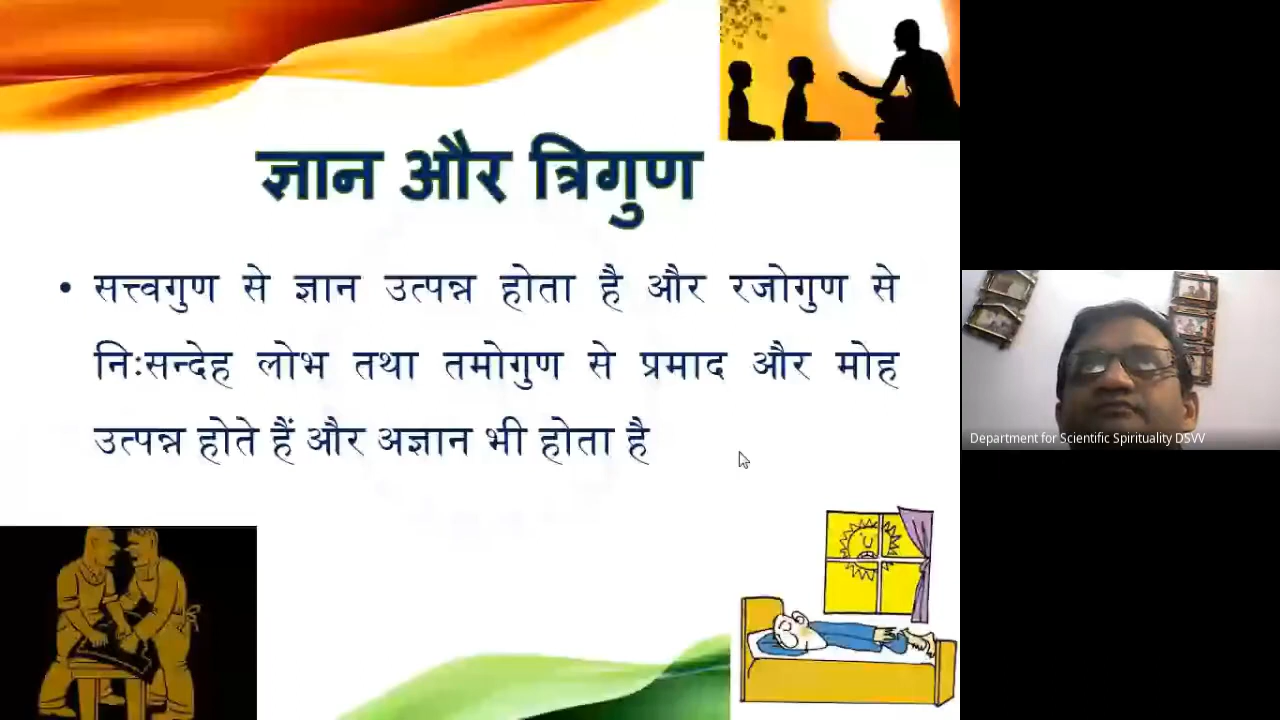 ज्ञान और त्रिगुण
• सत्त्वगुण से ज्ञान उत्पन्न होता है और रजोगुण से
निःसन्देह लोभ तथा तमोगुण से प्रमाद और मोह
उत्पन्न होते हैं और अज्ञान भी होता है
Department for Scientific Spirituality DSVV